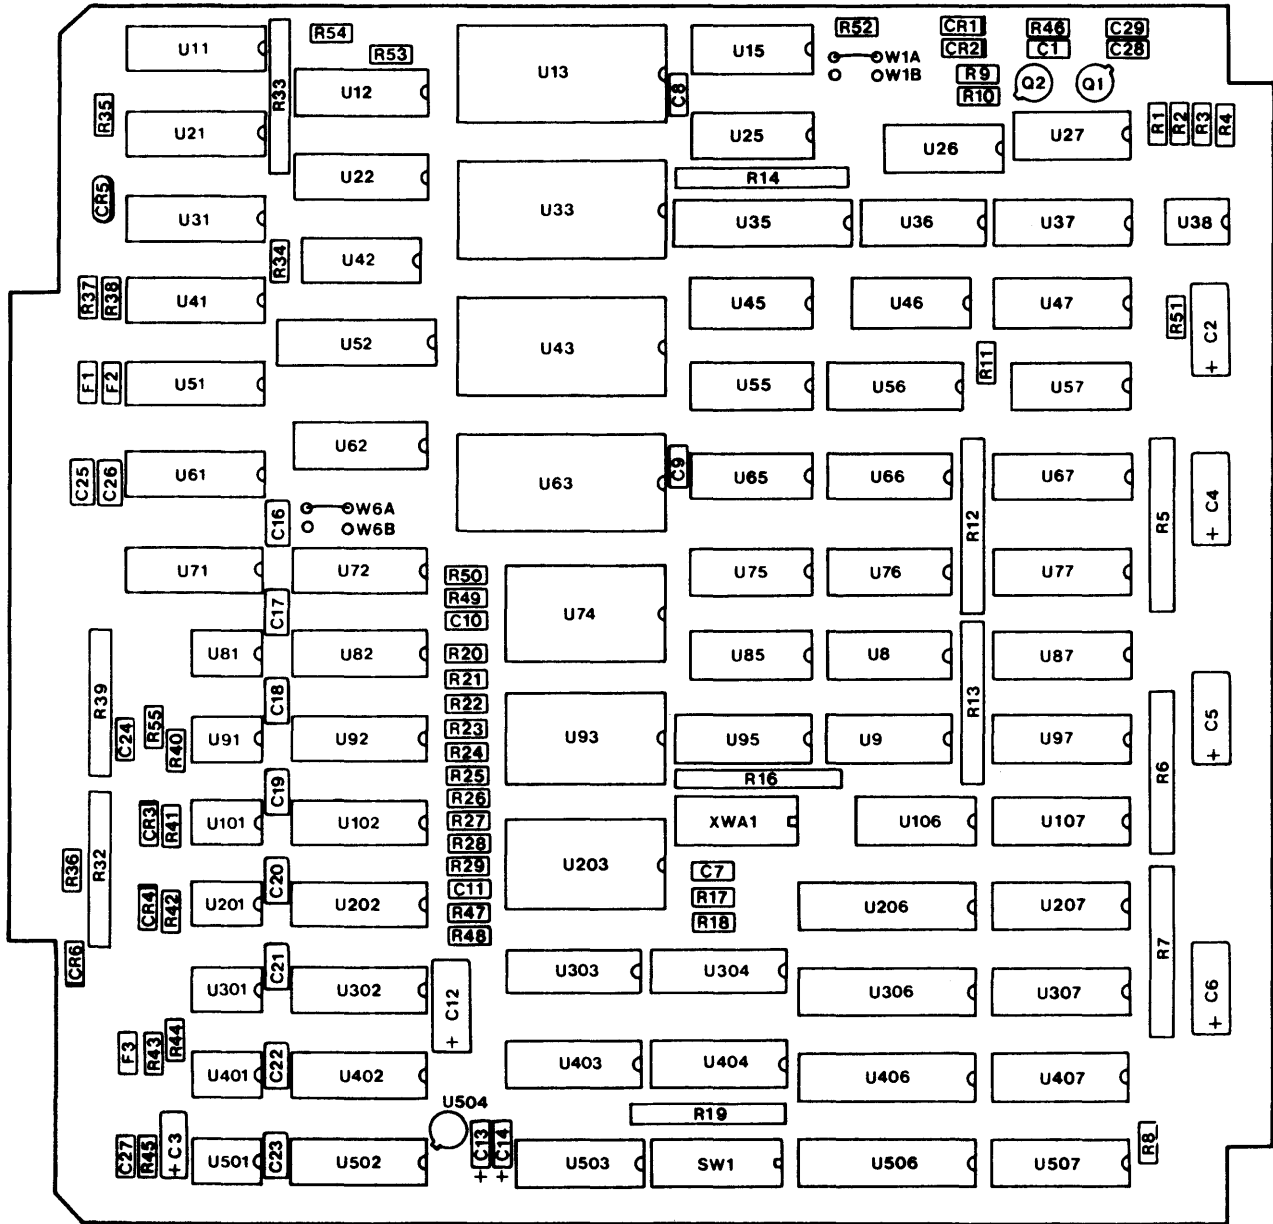 U11
R54
R53
R33
U13
C8
U15
R52
W1A
W1B
CR1
CR2
R9
R10
R46
C1
Q2
C29
C28
Q1
R35
U21
U12
U22
U25
R14
U26
U27
R1
R2
R3
R4
CR5
U31
R34
U42
U33
U35
U36
U37
U38
R37
R38
U41
U52
U43
U45
U46
U47
R51
C2
+
F1
F2
U51
U55
U56
R11
U57
C25
C26
U61
U62
C16
W6A
W6B
U63
C9
U65
U66
R12
U67
R5
C4
+
U71
U72
C17
R50
R49
C10
U74
U75
U76
U77
R39
U81
U82
R20
R21
R22
U85
U8
R13
U87
C24
R55
R40
U91
C18
U92
R23
R24
R25
U93
U95
U9
R16
U97
R6
C5
+
CR3
R41
U101
C19
U102
R26
R27
R28
XWA1
U106
U107
R36
R32
CR4
R42
U201
C20
U202
R29
C11
R47
R48
U203
C7
R17
R18
U206
U207
R7
CR6
U301
C21
U302
C12
+
U303
U304
U306
U307
C6
+
F3
R43
R44
U401
C22
U402
U403
U404
U406
U407
U504
R19
C27
R45
C3
+
U501
C23
U502
C13
+
C14
+
U503
SW1
U506
U507
R8